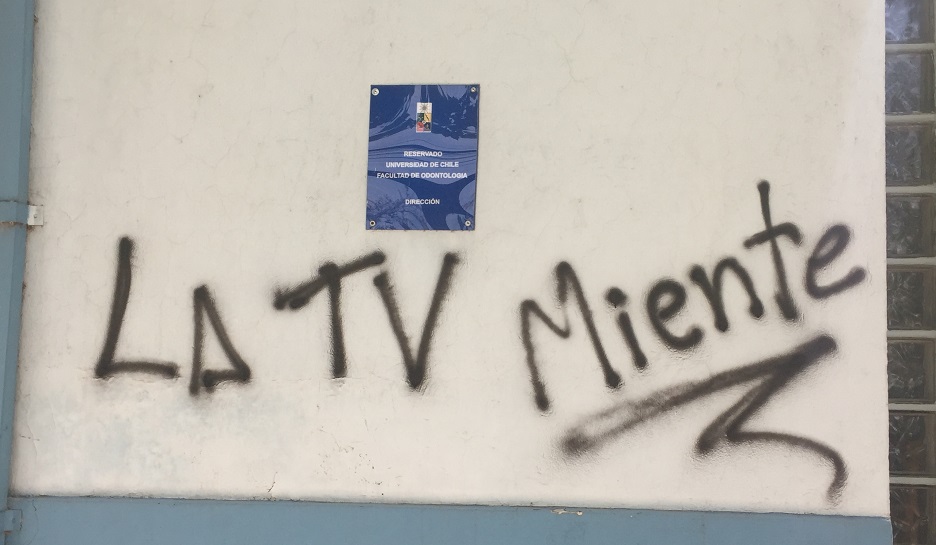 RESERVADO
UNIVERSIDAD DE CHILE
FACULTAD DE ODONTOLOGIA
DIRECCIÓN
LA TV Miente